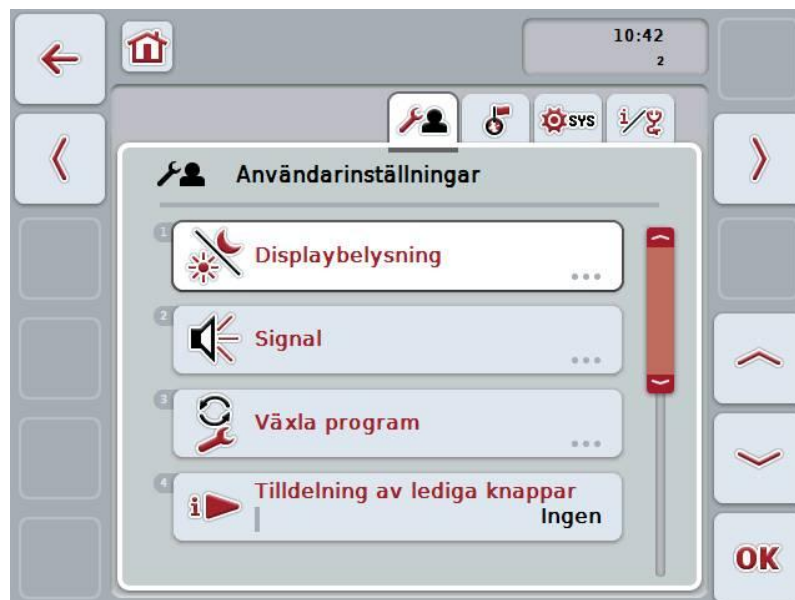 10:42
2
SYS
i/
Användarinställningar
1
Displaybelysning
...
2
Signal
...
3
Växla program
...
4
i
Tilldelning av lediga knappar
Ingen
OK